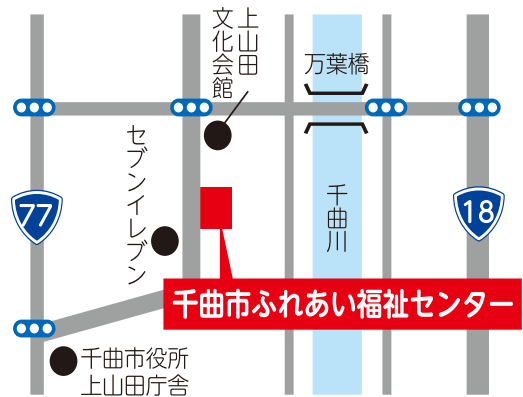 上山田
文化会館
万葉橋
セブンイレブン
千曲川
77
18
千曲市ふれあい福祉センター
千曲市役所
上山田庁舎